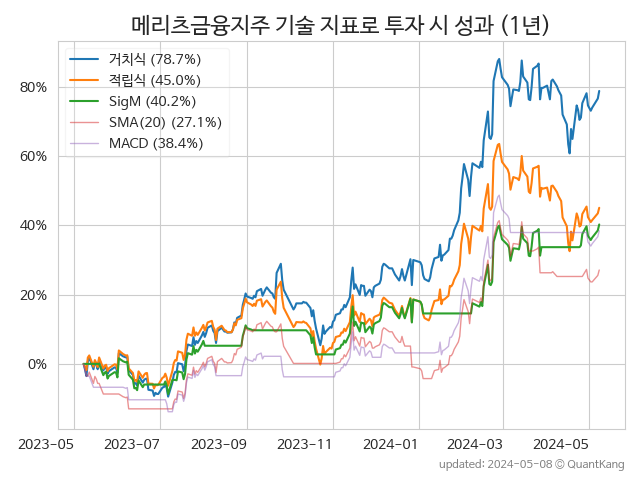 메리츠금융지주 기술 지표로 투자 시 성과 (1년)
거치식 (78.7%)
적립식 (45.0%)
SigM (40.2%)
SMA(20) (27.1%)
MACD (38.4%)
80%
60%
40%
20%
0%
2023-05 2023-07 2023-09 2023-11 2024-01 2024-03 2024-05
updated: 2024-05-08 © QuantKang